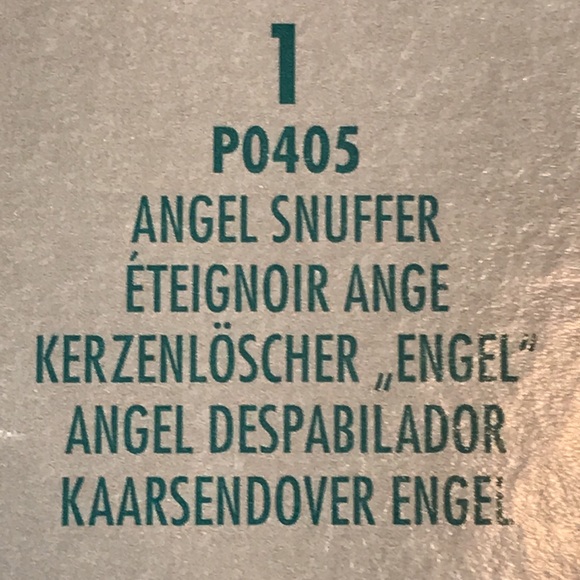 1
P0405
ANGEL SNUFFER
ÉTEIGNOIR ANGE
KERZENLÖSCHER „ENGEL“
ANGEL DESPABILADOR
KAARSENDOVER ENGEL